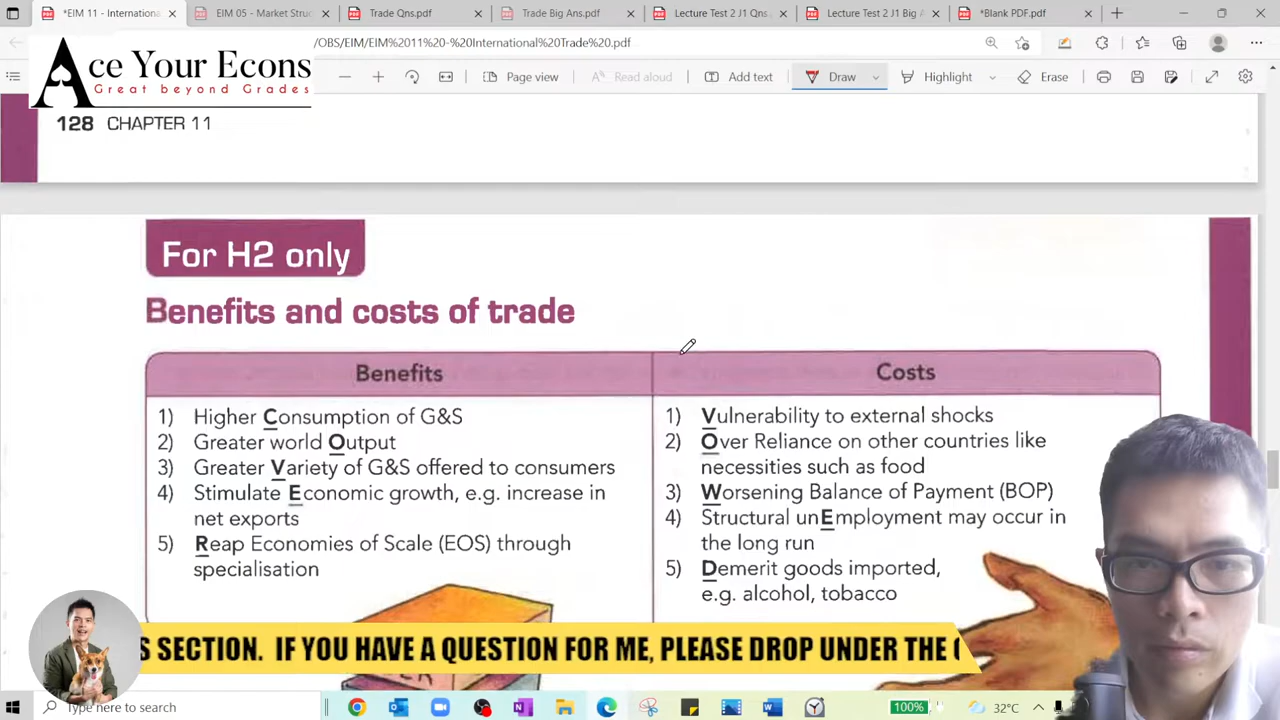 *EIM 11 - Internationa
EIM 05 - Market Struc
Trade Qns.pdf
Trade Big Ans.pdf
Lecture Test 2 J1 Qns
Lecture Test 2 J1 Big A
*Blank PDF.pdf
/OBS/EIM/EIM%2011%20-%20International%20Trade%20.pdf
Ace Your Econs
Great beyond Grades
Page view
Read aloud
Add text
Draw
Highlight
Erase
128 CHAPTER 11
For H2 only
Benefits and costs of trade
Benefits
1) Higher Consumption of G&S
2) Greater world Output
3) Greater Variety of G&S offered to consumers
4) Stimulate Economic growth, e.g. increase in
net exports
5) Reap Economies of Scale (EOS) through
specialisation
Costs
1) Vulnerability to external shocks
2) Over Reliance on other countries like
necessities such as food
3) Worsening Balance of Payment (BOP)
4) Structural unEmployment may occur in
the long run
5) Demerit goods imported,
e.g. alcohol, tobacco
S SECTION. IF YOU HAVE A QUESTION FOR ME, PLEASE DROP UNDER THE
Type here to search
100%
32°C